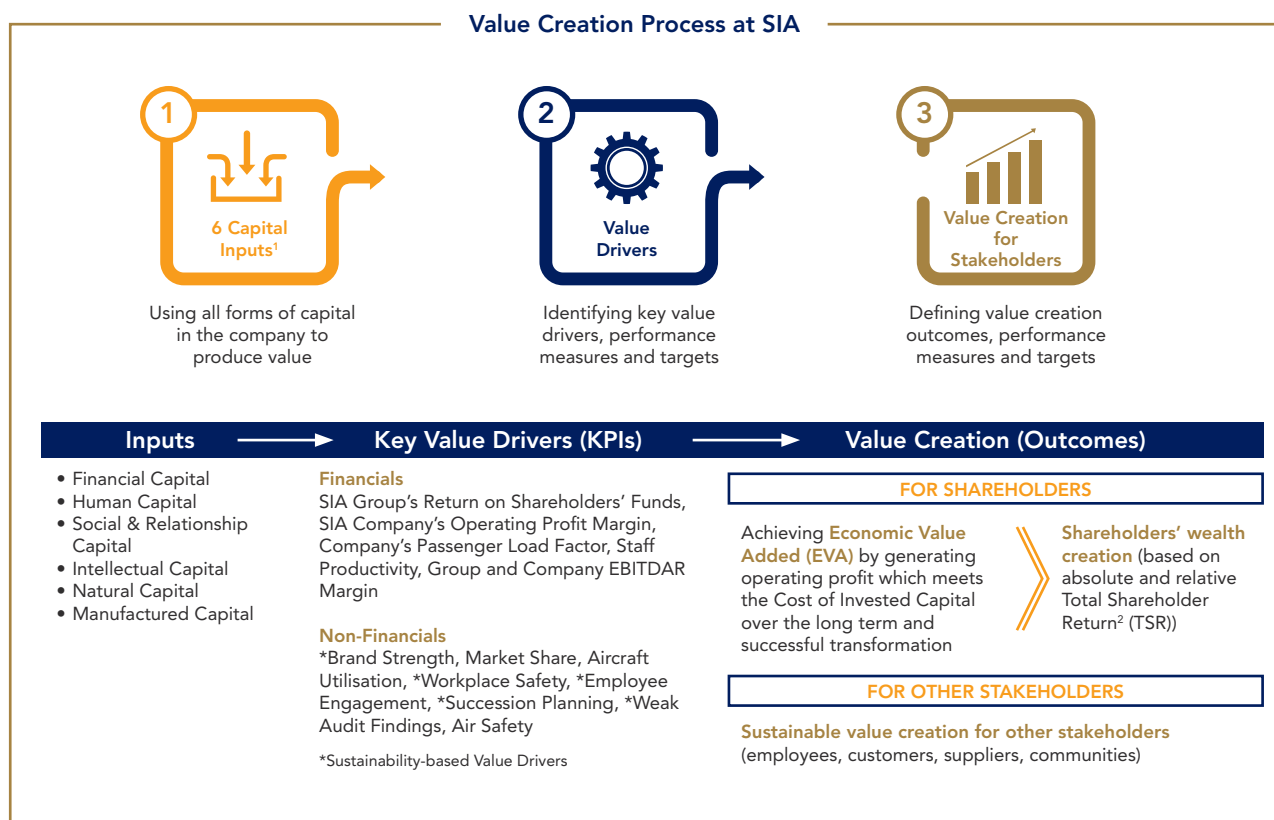 Value Creation Process at SIA
1
6 Capital
Inputs¹
Using all forms of capital
in the company to
produce value
2
Value
Drivers
Identifying key value
drivers, performance
measures and targets
3
Value Creation
for
Stakeholders
Defining value creation
outcomes, performance
measures and targets
Inputs
• Financial Capital
• Human Capital
• Social & Relationship
Capital
• Intellectual Capital
• Natural Capital
• Manufactured Capital
Key Value Drivers (KPIs)
Financials
SIA Group’s Return on Shareholders’ Funds,
SIA Company’s Operating Profit Margin,
Company’s Passenger Load Factor, Staff
Productivity, Group and Company EBITDAR
Margin
Non-Financials
*Brand Strength, Market Share, Aircraft
Utilisation, *Workplace Safety, *Employee
Engagement, *Succession Planning, *Weak
Audit Findings, Air Safety
*Sustainability-based Value Drivers
Value Creation (Outcomes)
FOR SHAREHOLDERS
Achieving Economic Value
Added (EVA) by generating
operating profit which meets
the Cost of Invested Capital
over the long term and
successful transformation
Shareholders’ wealth
creation (based on
absolute and relative
Total Shareholder
Return² (TSR))
FOR OTHER STAKEHOLDERS
Sustainable value creation for other stakeholders
(employees, customers, suppliers, communities)